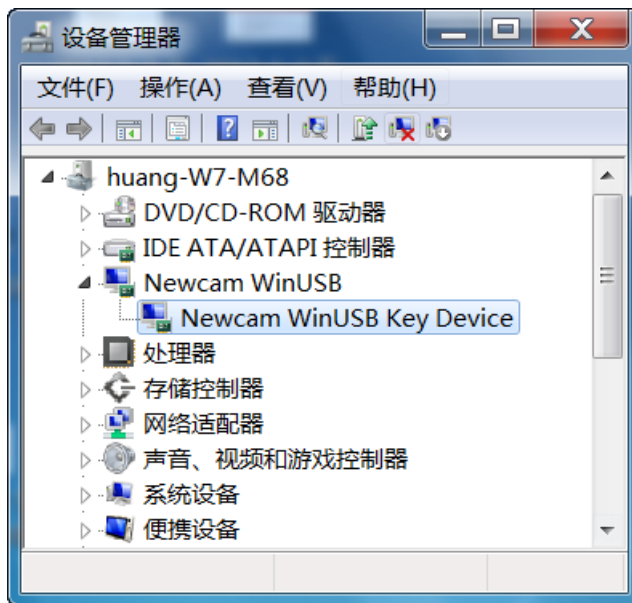 设备管理器
文件(F) 操作(A) 查看(V) 帮助(H)
huang-W7-M68
DVD/CD-ROM 驱动器
IDE ATA/ATAPI 控制器
Newcam WinUSB
Newcam WinUSB Key Device
处理器
存储控制器
网络适配器
声音、视频和游戏控制器
系统设备
便携设备